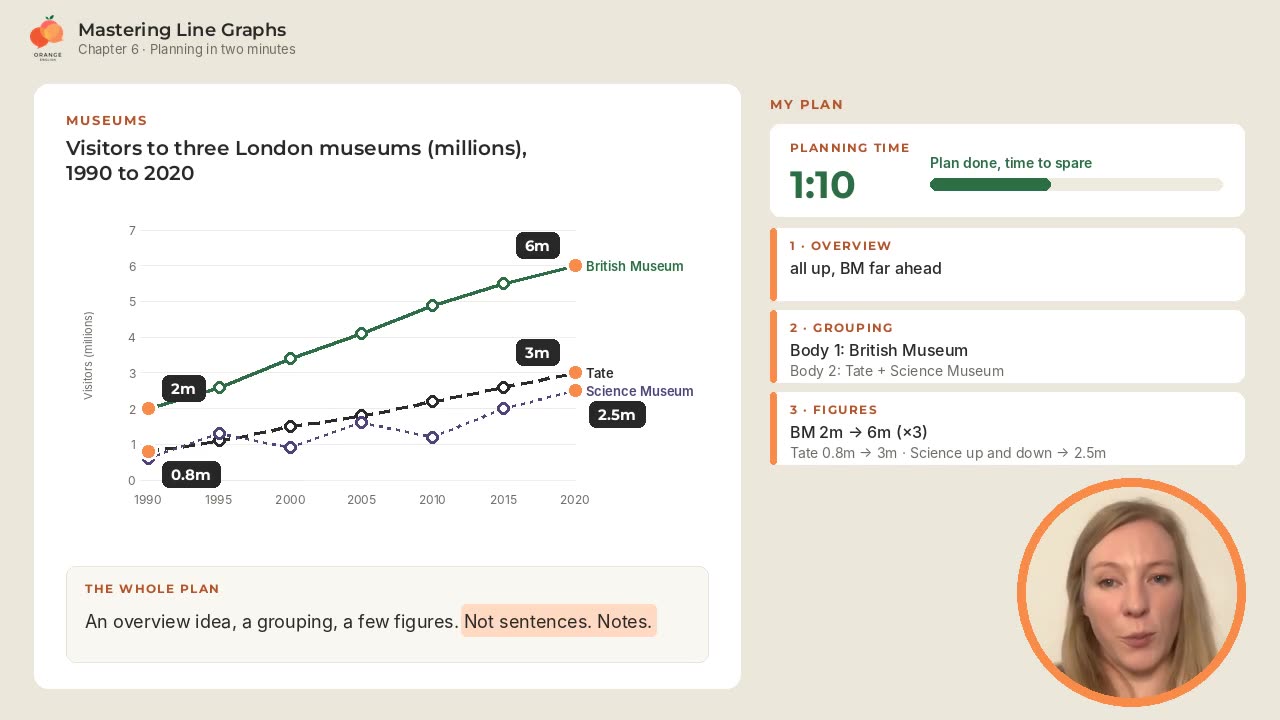 ORANGE
ENGLISH
Mastering Line Graphs
Chapter 6 · Planning in two minutes
MUSEUMS
Visitors to three London museums (millions),
1990 to 2020
Visitors (millions)
7
6
5
4
3
2
1
0
1990
1995
2000
2005
2010
2015
2020
2m
0.8m
6m
3m
2.5m
British Museum
Tate
Science Museum
THE WHOLE PLAN
An overview idea, a grouping, a few figures. Not sentences. Notes.
MY PLAN
PLANNING TIME
1:10
Plan done, time to spare
1 · OVERVIEW
all up, BM far ahead
2 · GROUPING
Body 1: British Museum
Body 2: Tate + Science Museum
3 · FIGURES
BM 2m → 6m (×3)
Tate 0.8m → 3m · Science up and down → 2.5m